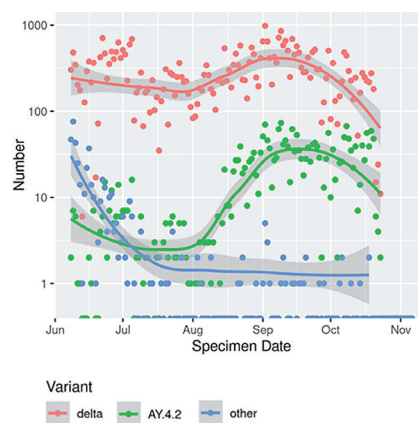 1000
100
10
1
Number
Jun Jul Aug Sep Oct Nov
Specimen Date
Variant
delta AY.4.2 other